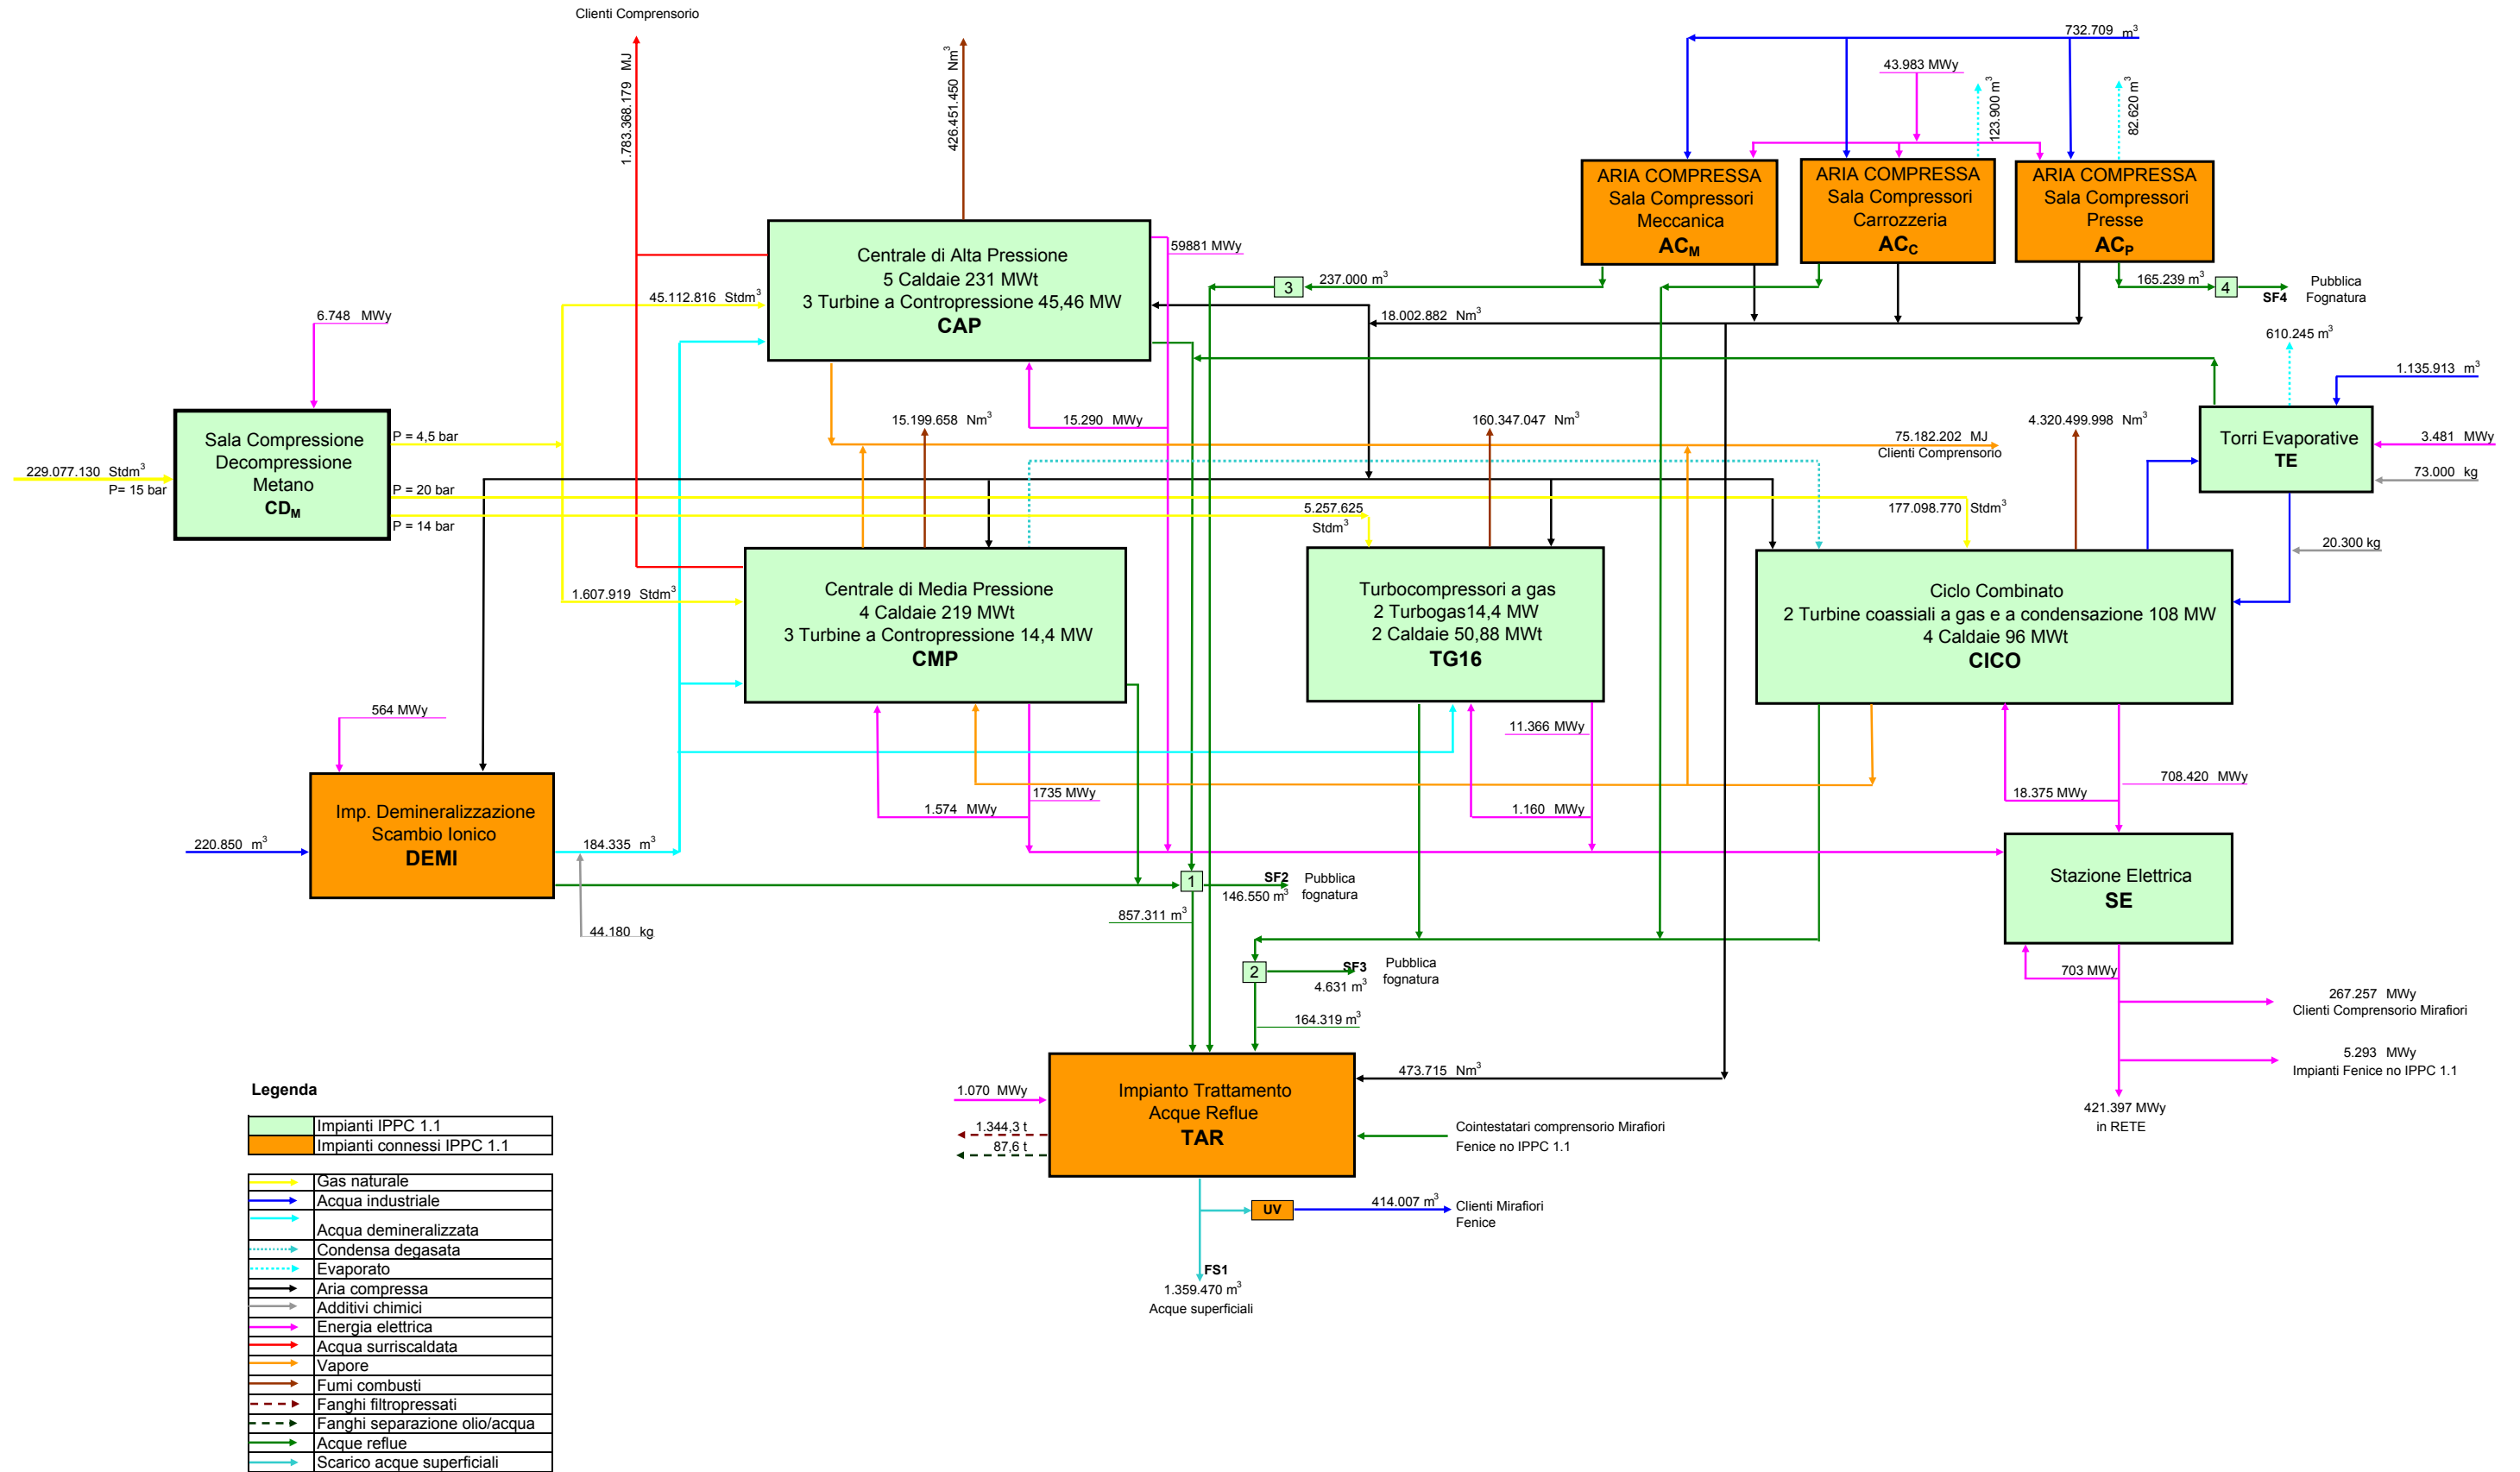 Clienti Comprensorio
1.783.368.179 MJ
426.451.450 Nm³
732.709 m³
43.983 MWy
123.900 m³
82.620 m³
ARIA COMPRESSA
Sala Compressori
Meccanica
AC_M
ARIA COMPRESSA
Sala Compressori
Carrozzeria
AC_C
ARIA COMPRESSA
Sala Compressori
Presse
AC_P
Centrale di Alta Pressione
5 Caldaie 231 MWt
3 Turbine a Contropressione 45,46 MW
CAP
59881 MWy
3
237.000 m³
165.239 m³
4
SF4
Pubblica
Fognatura
45.112.816 Stdm³
18.002.882 Nm³
6.748 MWy
610.245 m³
1.135.913 m³
15.290 MWy
15.199.658 Nm³
160.347.047 Nm³
4.320.499.998 Nm³
75.182.202 MJ
Clienti Comprensorio
Torri Evaporative
TE
3.481 MWy
73.000 kg
20.300 kg
Sala Compressione
Decompressione
Metano
CD_M
229.077.130 Stdm³
P= 15 bar
P = 4,5 bar
P = 20 bar
P = 14 bar
5.257.625
Stdm³
177.098.770 Stdm³
1.607.919 Stdm³
Centrale di Media Pressione
4 Caldaie 219 MWt
3 Turbine a Contropressione 14,4 MW
CMP
Turbocompressori a gas
2 Turbogas14,4 MW
2 Caldaie 50,88 MWt
TG16
Ciclo Combinato
2 Turbine coassiali a gas e a condensazione 108 MW
4 Caldaie 96 MWt
CICO
564 MWy
11.366 MWy
708.420 MWy
18.375 MWy
1735 MWy
1.574 MWy
1.160 MWy
Imp. Demineralizzazione
Scambio Ionico
DEMI
220.850 m³
184.335 m³
44.180 kg
1
SF2
146.550 m³
Pubblica
fognatura
857.311 m³
Stazione Elettrica
SE
2
SF3
4.631 m³
Pubblica
fognatura
164.319 m³
703 MWy
267.257 MWy
Clienti Comprensorio Mirafiori
5.293 MWy
Impianti Fenice no IPPC 1.1
421.397 MWy
in RETE
Impianto Trattamento
Acque Reflue
TAR
1.070 MWy
1.344,3 t
87,6 t
473.715 Nm³
Cointestatari comprensorio Mirafiori
Fenice no IPPC 1.1
UV
414.007 m³
Clienti Mirafiori
Fenice
FS1
1.359.470 m³
Acque superficiali
Legenda
Impianti IPPC 1.1
Impianti connessi IPPC 1.1
Gas naturale
Acqua industriale
Acqua demineralizzata
Condensa degasata
Evaporato
Aria compressa
Additivi chimici
Energia elettrica
Acqua surriscaldata
Vapore
Fumi combusti
Fanghi filtropressati
Fanghi separazione olio/acqua
Acque reflue
Scarico acque superficiali